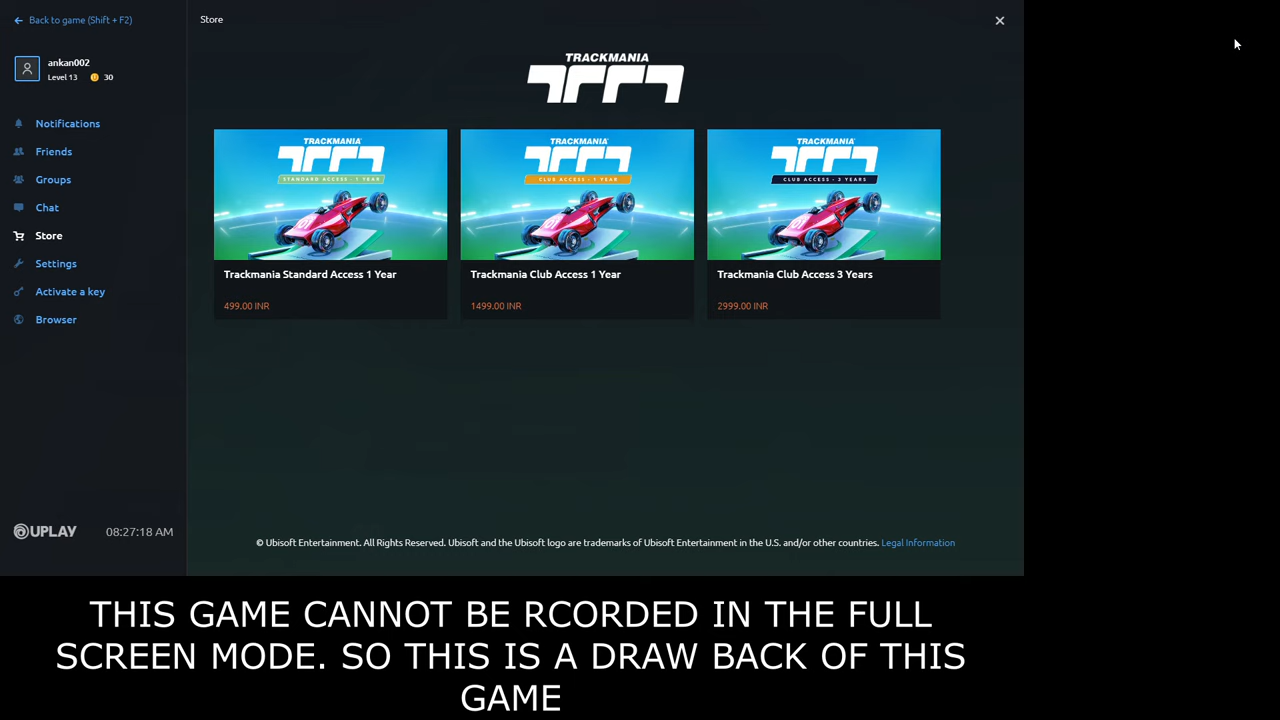 Back to game (Shift + F2)
Store
ankan002
Level 13 30
Notifications
Friends
Groups
Chat
Store
Settings
Activate a key
Browser
TRACKMANIA
TRACKMANIA
STANDARD ACCESS - 1 YEAR
Trackmania Standard Access 1 Year
499.00 INR
TRACKMANIA
CLUB ACCESS - 1 YEAR
Trackmania Club Access 1 Year
1499.00 INR
TRACKMANIA
CLUB ACCESS - 3 YEARS
Trackmania Club Access 3 Years
2999.00 INR
UPLAY 08:27:18 AM
© Ubisoft Entertainment. All Rights Reserved. Ubisoft and the Ubisoft logo are trademarks of Ubisoft Entertainment in the U.S. and/or other countries. Legal Information
THIS GAME CANNOT BE RCORDED IN THE FULL
SCREEN MODE. SO THIS IS A DRAW BACK OF THIS
GAME